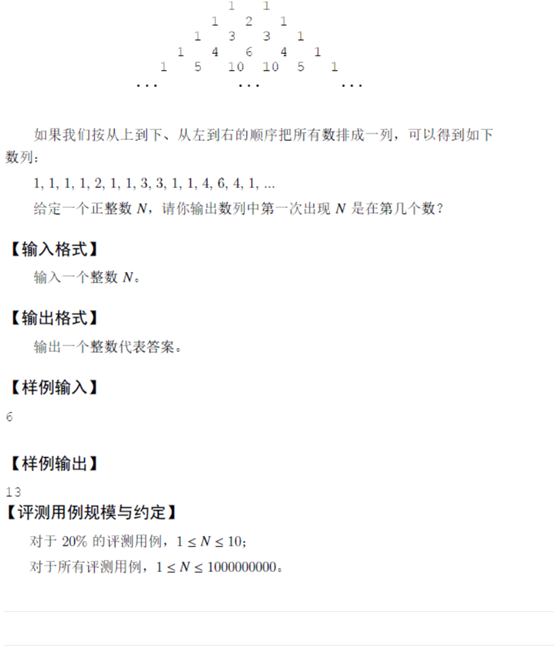 1 1
1 2 1
1 3 3 1
1 4 6 4 1
1 5 10 10 5 1
... ... ...
如果我们按从上到下、从左到右的顺序把所有数排成一列,可以得到如下
数列:
1, 1, 1, 1, 2, 1, 1, 3, 3, 1, 1, 4, 6, 4, 1, ...
给定一个正整数 N,请你输出数列中第一次出现 N 是在第几个数?
【输入格式】
输入一个整数 N。
【输出格式】
输出一个整数代表答案。
【样例输入】
6
【样例输出】
13
【评测用例规模与约定】
对于 20% 的评测用例,1 ≤ N ≤ 10;
对于所有评测用例,1 ≤ N ≤ 1000000000。